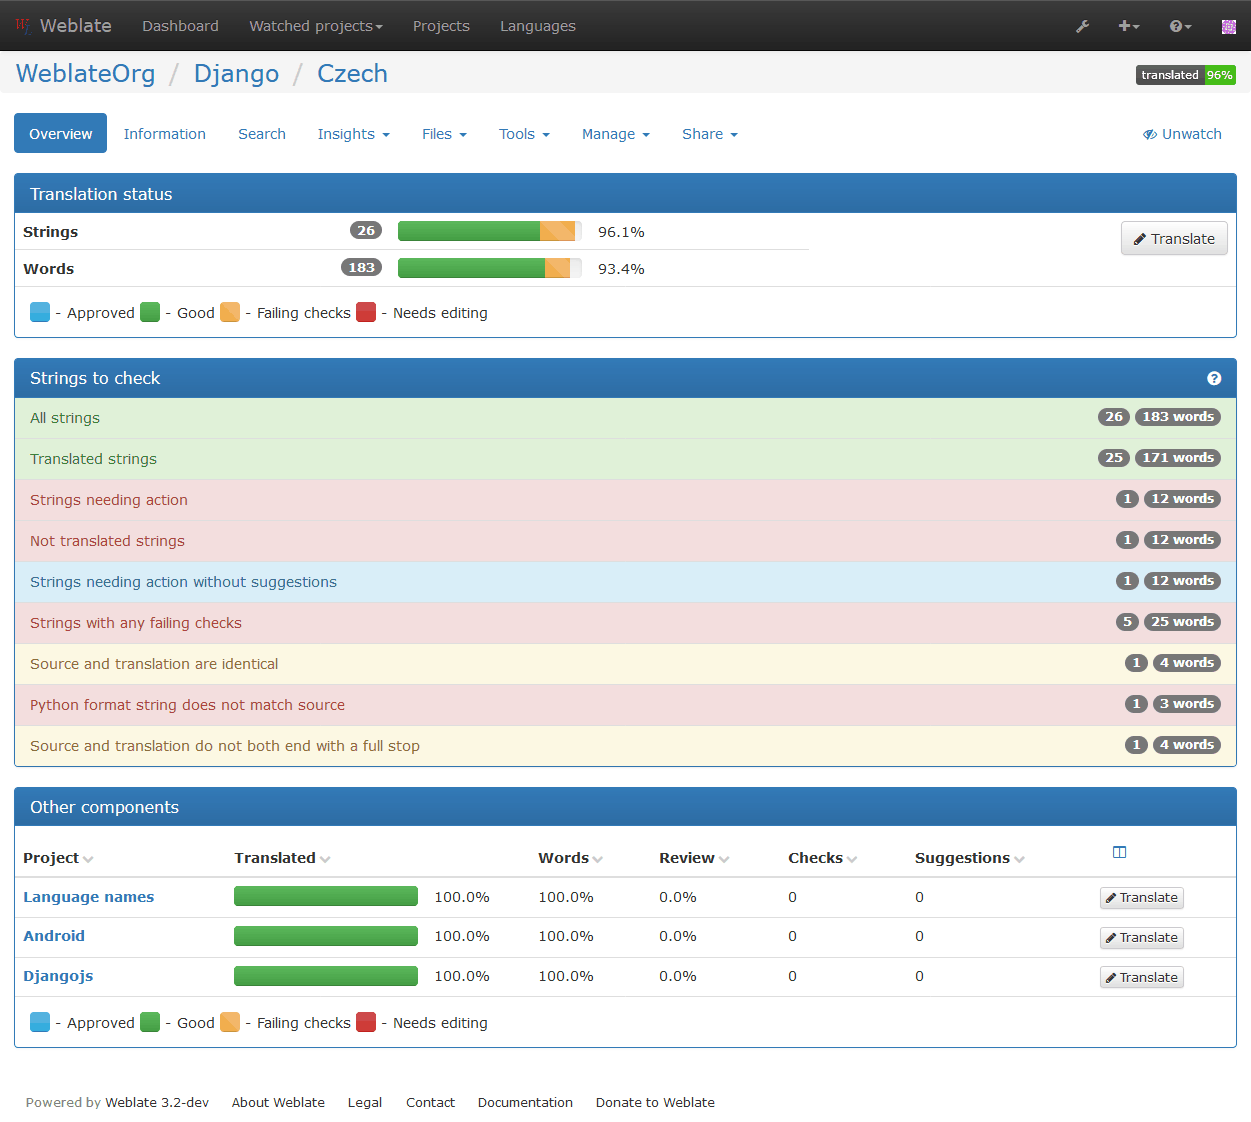 Weblate Dashboard Watched projects Projects Languages
WeblateOrg / Django / Czech translated 96%
Overview Information Search Insights Files Tools Manage Share Unwatch
Translation status
Strings 26 96.1% Translate
Words 183 93.4%
- Approved - Good - Failing checks - Needs editing
Strings to check
All strings 26 183 words
Translated strings 25 171 words
Strings needing action 1 12 words
Not translated strings 1 12 words
Strings needing action without suggestions 1 12 words
Strings with any failing checks 5 25 words
Source and translation are identical 1 4 words
Python format string does not match source 1 3 words
Source and translation do not both end with a full stop 1 4 words
Other components
Project Translated Words Review Checks Suggestions
Language names 100.0% 100.0% 0.0% 0 0 Translate
Android 100.0% 100.0% 0.0% 0 0 Translate
Djangojs 100.0% 100.0% 0.0% 0 0 Translate
- Approved - Good - Failing checks - Needs editing
Powered by Weblate 3.2-dev About Weblate Legal Contact Documentation Donate to Weblate